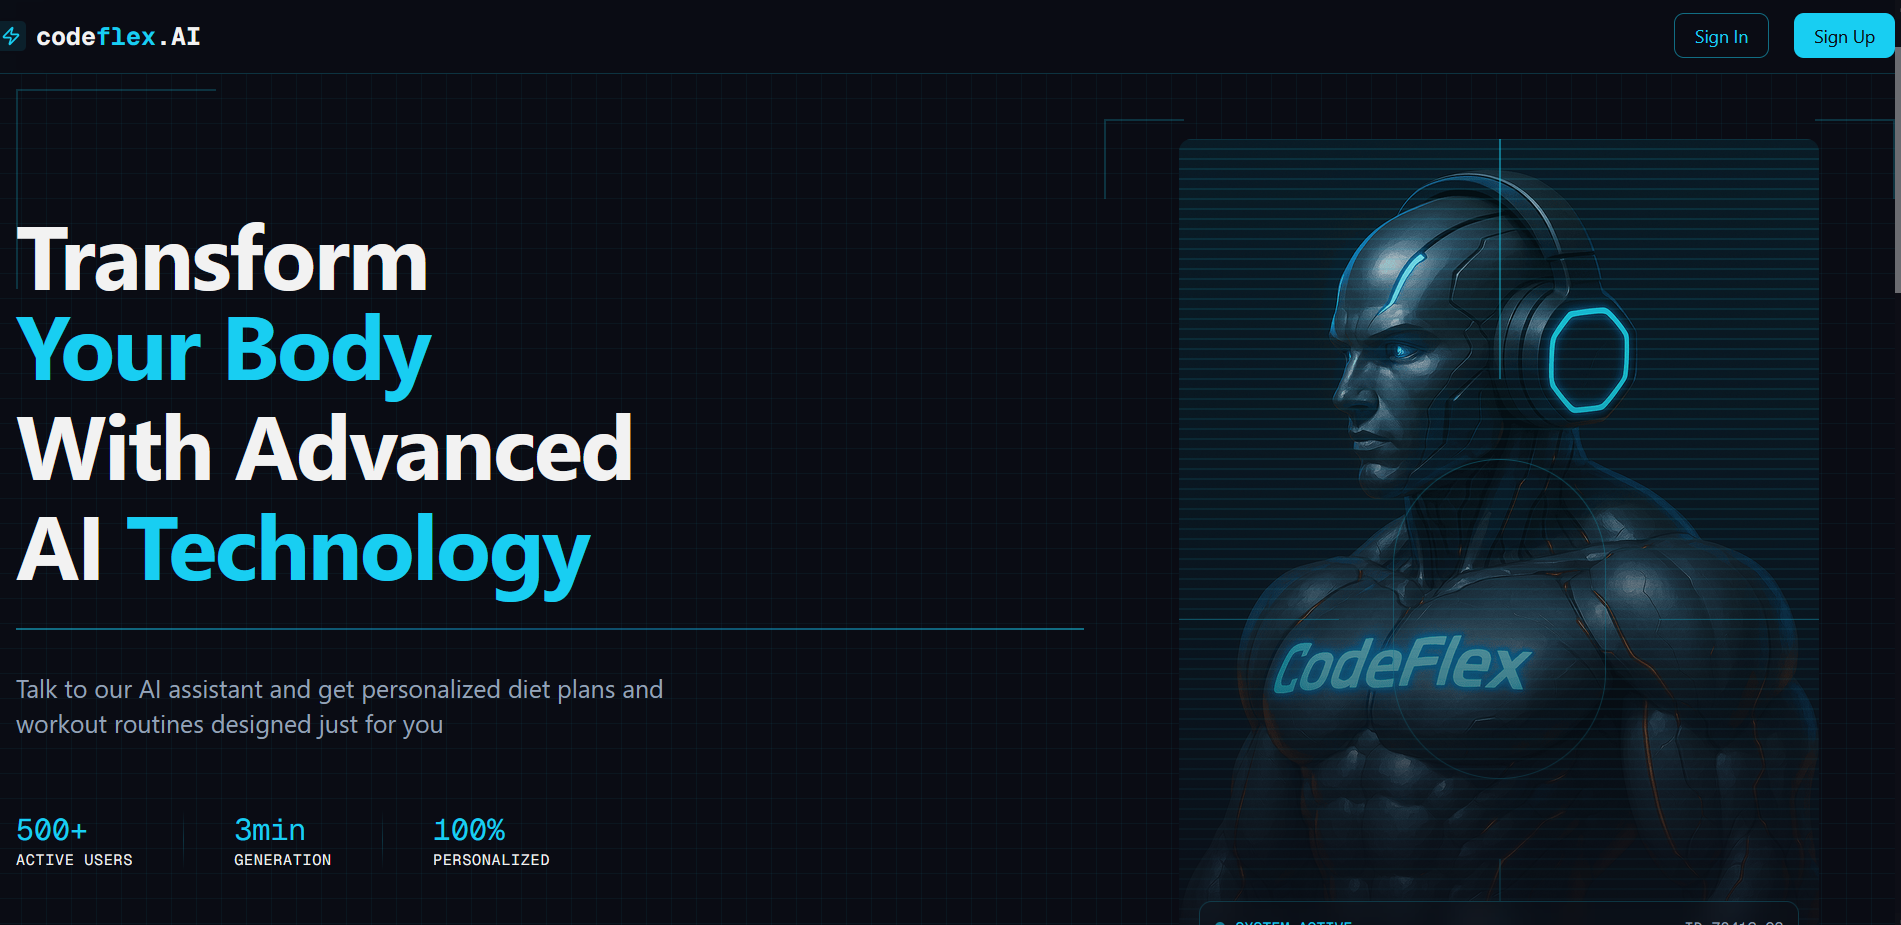 codeflex.AI
Sign In
Sign Up
Transform
Your Body
With Advanced
AI Technology
Talk to our AI assistant and get personalized diet plans and
workout routines designed just for you
500+
ACTIVE USERS
3min
GENERATION
100%
PERSONALIZED
CodeFlex
SYSTEM ACTIVE